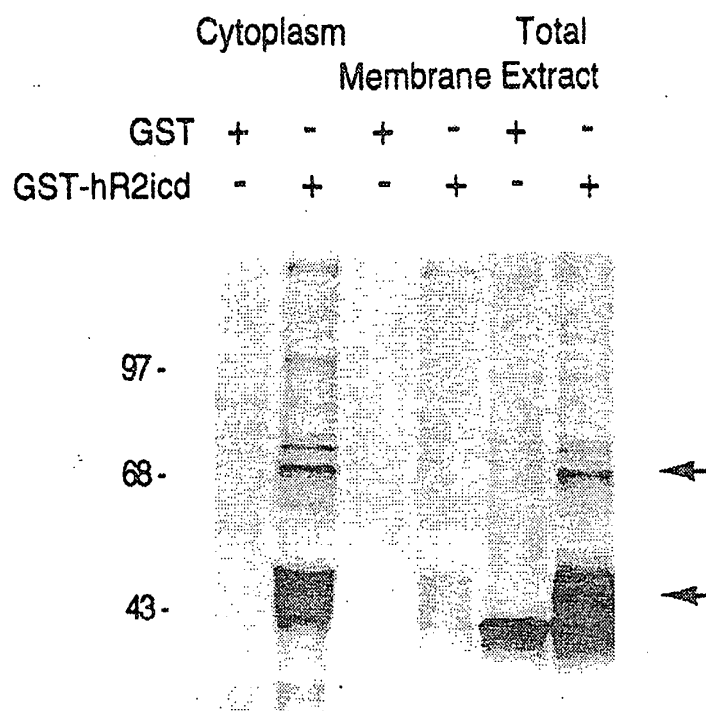 Cytoplasm Total
Membrane Extract
GST + - + - + -
GST-hR2icd - + - + - +
97-
68-
43-